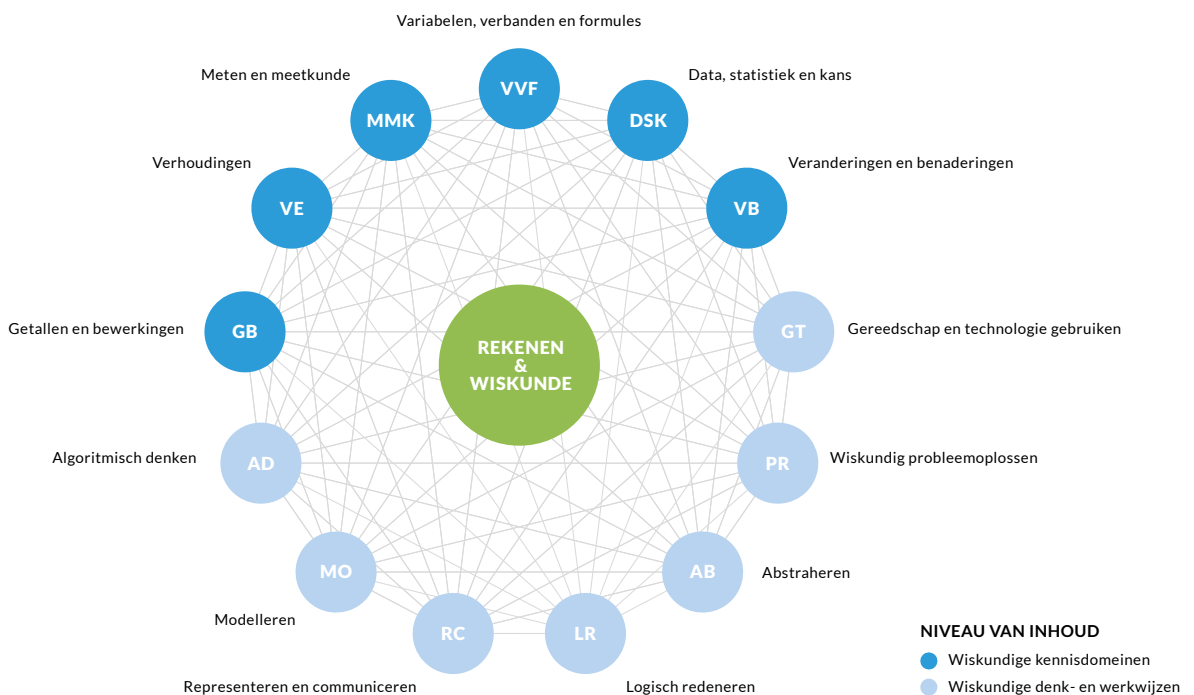 Variabelen, verbanden en formules
Meten en meetkunde
Data, statistiek en kans
VVF
MMK
DSK
Verhoudingen
Veranderingen en benaderingen
VE
VB
Getallen en bewerkingen
GB
GT
Gereedschap en technologie gebruiken
REKENEN
&
WISKUNDE
Algoritmisch denken
AD
PR
Wiskundig probleemoplossen
MO
AB
Abstraheren
Modelleren
RC
LR
NIVEAU VAN INHOUD
Wiskundige kennisdomeinen
Representeren en communiceren
Logisch redeneren
Wiskundige denk- en werkwijzen